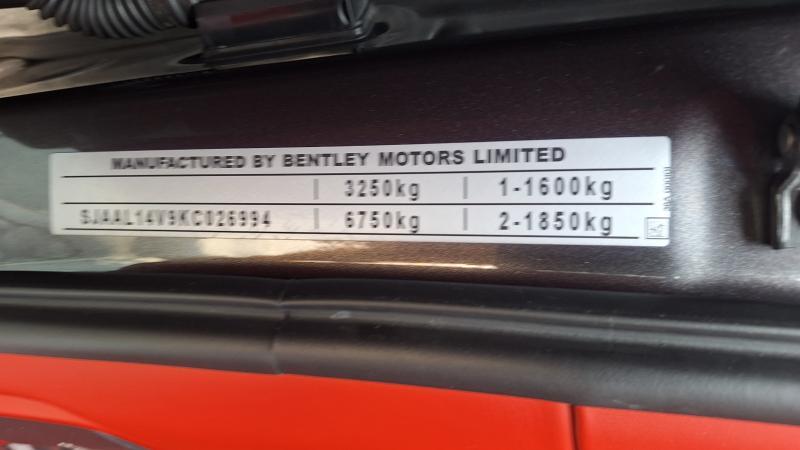 MANUFACTURED BY BENTLEY MOTORS LIMITED
3250kg 1-1600kg
SJAAL14V9KC026994 6750kg 2-1850kg